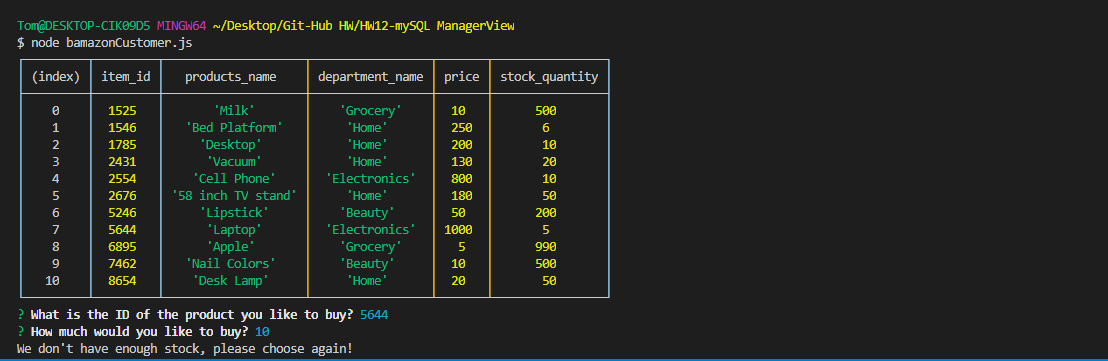 Tom@DESKTOP-CIK09D5 MINGW64 ~/Desktop/Git-Hub HW/HW12-mySQL ManagerView
$ node bamazonCustomer.js
(index) item_id products_name department_name price stock_quantity
0 1525 'Milk' 'Grocery' 10 500
1 1546 'Bed Platform' 'Home' 250 6
2 1785 'Desktop' 'Home' 200 10
3 2431 'Vacuum' 'Home' 130 20
4 2554 'Cell Phone' 'Electronics' 800 10
5 2676 '58 inch TV stand' 'Home' 180 50
6 5246 'Lipstick' 'Beauty' 50 200
7 5644 'Laptop' 'Electronics' 1000 5
8 6895 'Apple' 'Grocery' 5 990
9 7462 'Nail Colors' 'Beauty' 10 500
10 8654 'Desk Lamp' 'Home' 20 50
? What is the ID of the product you like to buy? 5644
? How much would you like to buy? 10
We don't have enough stock, please choose again!